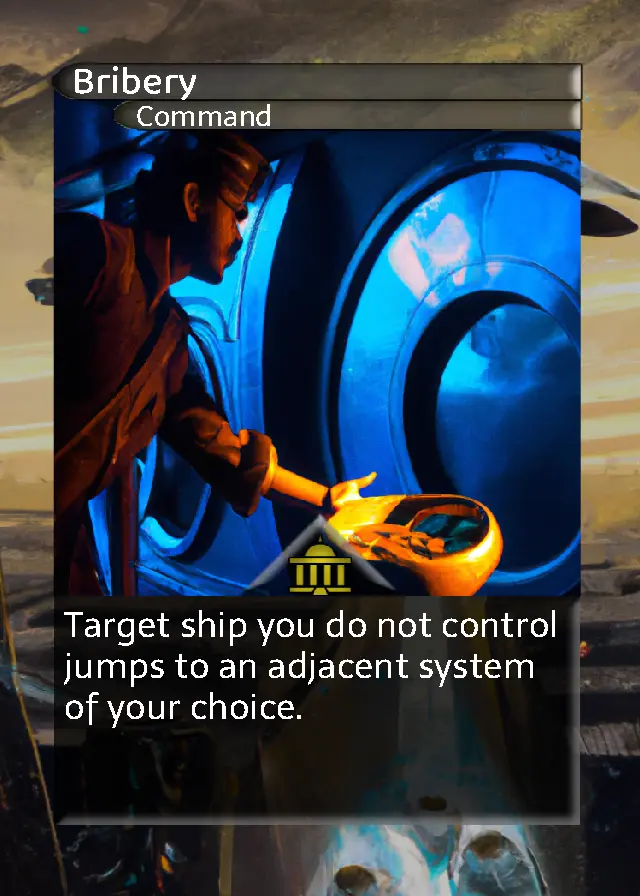 Bribery
Command
Target ship you do not control
jumps to an adjacent system
of your choice.